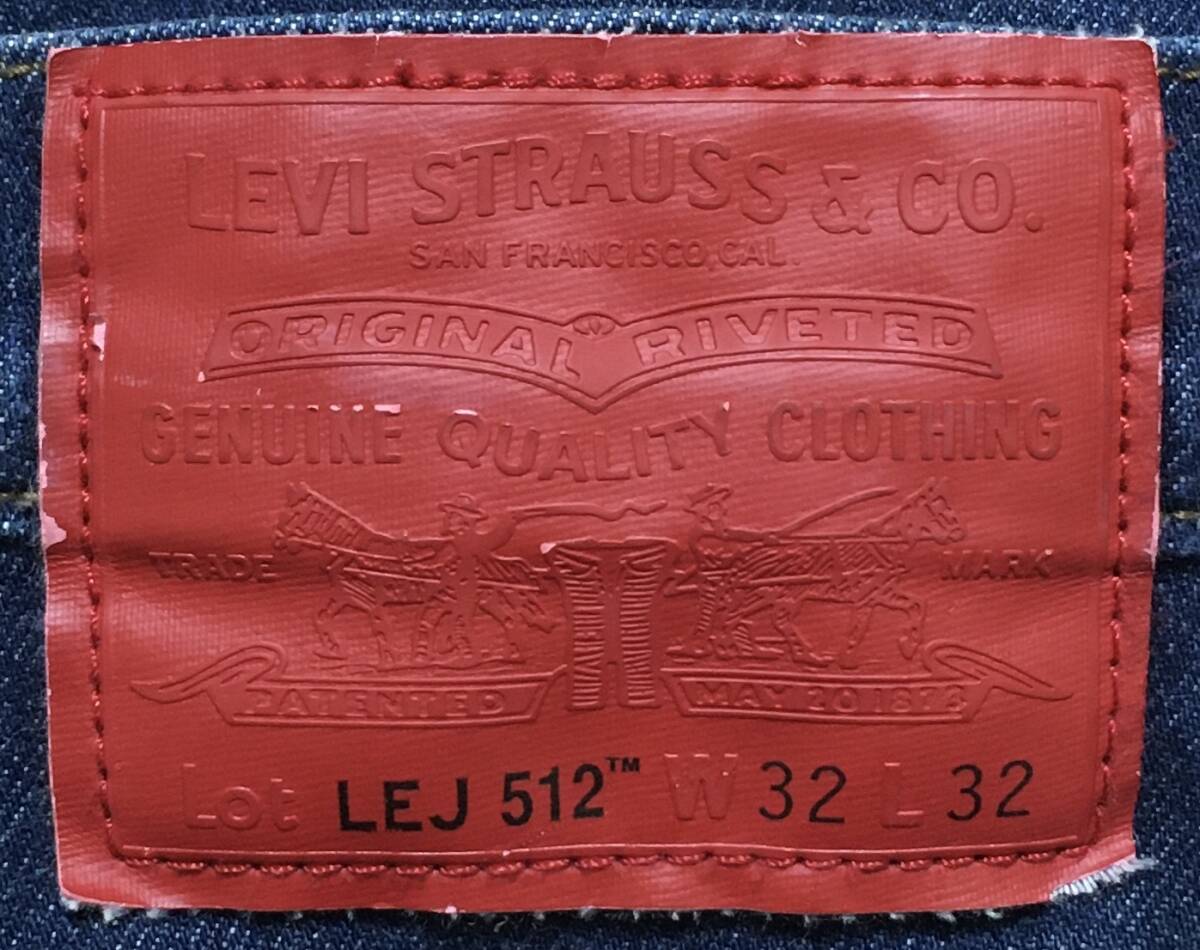 LEVI STRAUSS & CO.
SAN FRANCISCO, CAL.
ORIGINAL RIVETED
GENUINE QUALITY CLOTHING
TRADE MARK
PATENTED MAY 20 1873
Lot LEJ 512™ W 32 L 32